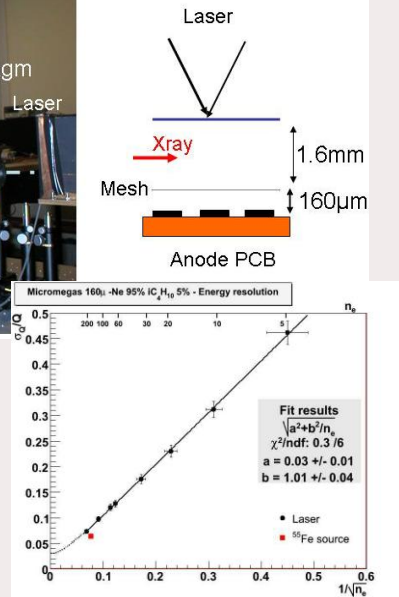 gm
Laser
Laser
Xray
1.6mm
Mesh
160µm
Anode PCB
Micromegas 160µ -Ne 95% iC4H10 5% - Energy resolution
ne
200 100 60 30 20 10 5
σQ/Q
0.5
0.45
0.4
0.35
0.3
0.25
0.2
0.15
0.1
0.05
0
Fit results
√a²+b²/ne
χ²/ndf: 0.3 /6
a = 0.03 +/- 0.01
b = 1.01 +/- 0.04
Laser
55Fe source
0 0.1 0.2 0.3 0.4 0.5 0.6
1/√ne